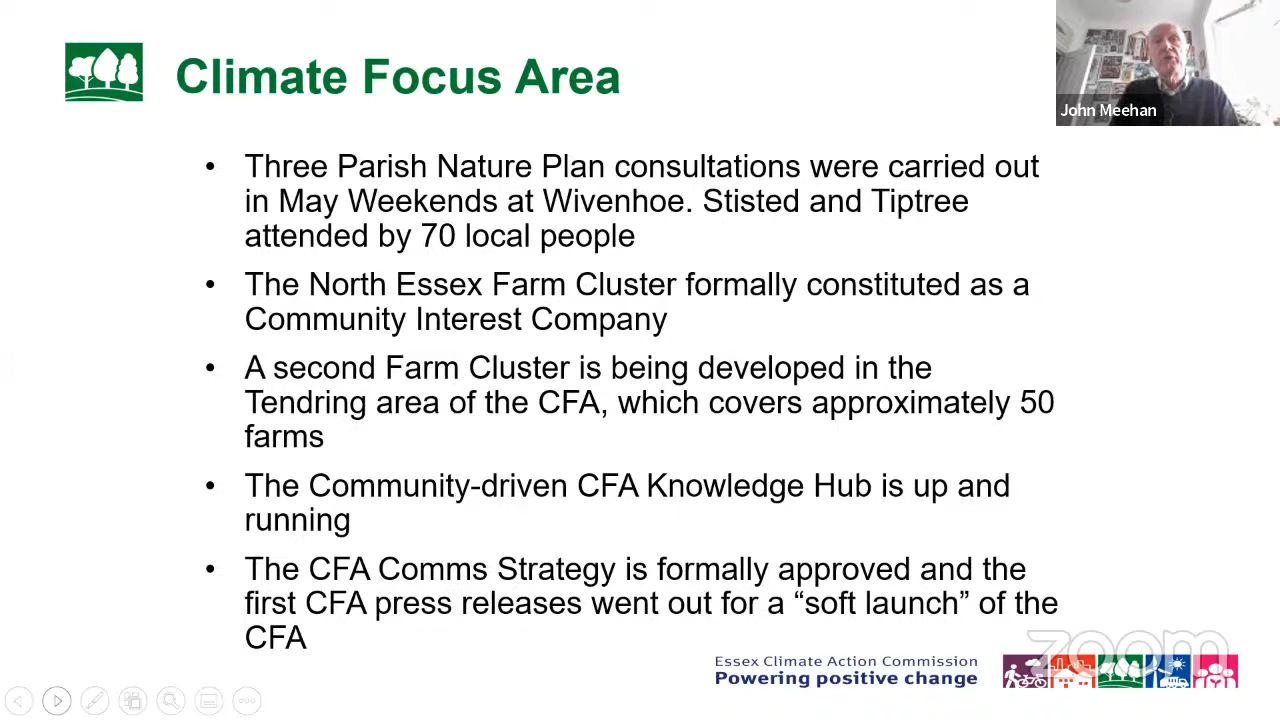 Climate Focus Area
John Meehan
• Three Parish Nature Plan consultations were carried out
in May Weekends at Wivenhoe. Stisted and Tiptree
attended by 70 local people
• The North Essex Farm Cluster formally constituted as a
Community Interest Company
• A second Farm Cluster is being developed in the
Tendring area of the CFA, which covers approximately 50
farms
• The Community-driven CFA Knowledge Hub is up and
running
• The CFA Comms Strategy is formally approved and the
first CFA press releases went out for a “soft launch” of the
CFA
zoom
Essex Climate Action Commission
Powering positive change